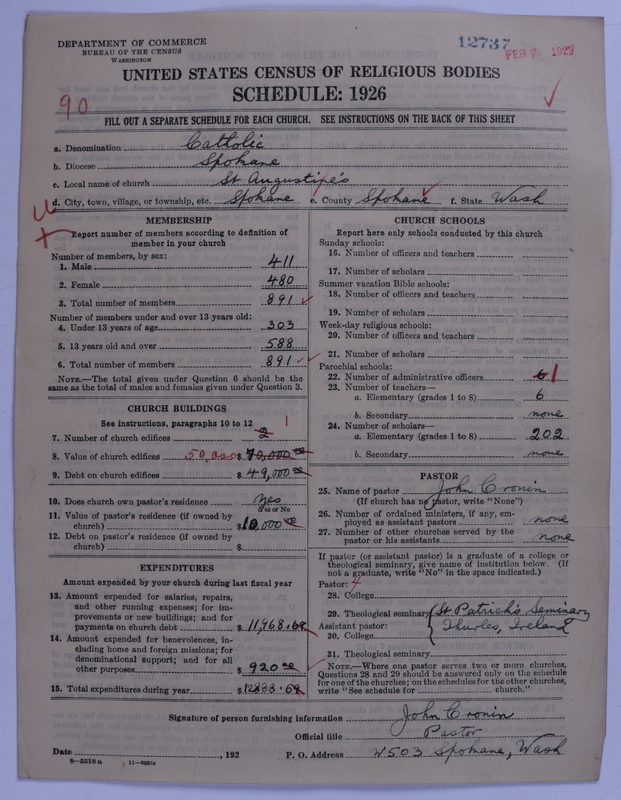 DEPARTMENT OF COMMERCE
BUREAU OF THE CENSUS
WASHINGTON
12737
FEB 1927
UNITED STATES CENSUS OF RELIGIOUS BODIES
SCHEDULE: 1926
90
FILL OUT A SEPARATE SCHEDULE FOR EACH CHURCH. SEE INSTRUCTIONS ON THE BACK OF THIS SHEET
a. Denomination Catholic
b. Diocese Spokane
c. Local name of church St Augustine's
d. City, town, village, or township, etc. Spokane e. County Spokane f. State Wash
MEMBERSHIP
Report number of members according to definition of member in your church
Number of members, by sex:
1. Male 411
2. Female 480
3. Total number of members 891
Number of members under and over 13 years old:
4. Under 13 years of age 303
5. 13 years old and over 588
6. Total number of members 891
NOTE.—The total given under Question 6 should be the
same as the total of males and females given under Question 3.
CHURCH BUILDINGS
See instructions, paragraphs 10 to 12
7. Number of church edifices 2 1
8. Value of church edifices 50,000 $ 70,000 00
9. Debt on church edifices $ 49,000 00
10. Does church own pastor's residence Yes
Yes or No
11. Value of pastor's residence (if owned by
church) $ 10,000 00
12. Debt on pastor's residence (if owned by
church) $
EXPENDITURES
Amount expended by your church during last fiscal year
13. Amount expended for salaries, repairs,
and other running expenses; for im-
provements or new buildings; and for
payments on church debt $ 11,968.69
14. Amount expended for benevolences, in-
cluding home and foreign missions; for
denominational support; and for all
other purposes $ 920 00
15. Total expenditures during year $ 12888.69
CHURCH SCHOOLS
Report here only schools conducted by this church
Sunday schools:
16. Number of officers and teachers
17. Number of scholars
Summer vacation Bible schools:
18. Number of officers and teachers
19. Number of scholars
Week-day religious schools:
20. Number of officers and teachers
21. Number of scholars
Parochial schools:
22. Number of administrative officers 6 1
23. Number of teachers—
a. Elementary (grades 1 to 8) 6
b. Secondary none
24. Number of scholars—
a. Elementary (grades 1 to 8) 202
b. Secondary none
PASTOR
25. Name of pastor John Cronin
(If church has no pastor, write "None")
26. Number of ordained ministers, if any, em-
ployed as assistant pastors none
27. Number of other churches served by the
pastor or his assistants none
If pastor (or assistant pastor) is a graduate of a college or
theological seminary, give name of institution below. (If
not a graduate, write "No" in the space indicated.)
Pastor: 4
28. College
29. Theological seminary St Patrick's Seminary
Assistant pastor: Thurles, Ireland
30. College
31. Theological seminary
NOTE.—Where one pastor serves two or more churches,
Questions 28 and 29 should be answered only on the schedule
for one of the churches; on the schedules for the other churches,
write "See schedule for church."
Signature of person furnishing information John Cronin
Official title Pastor
Date , 192 P. O. Address W 503 Spokane, Wash
8—5518a 11—9034a